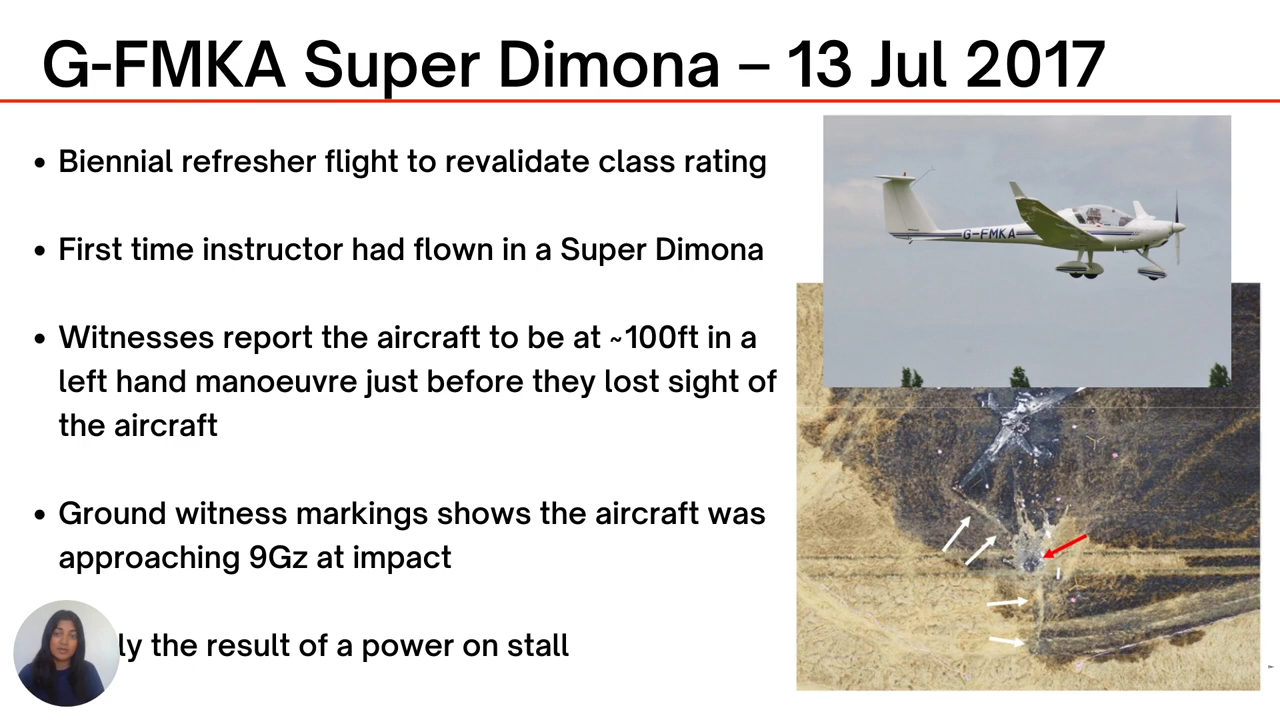 G-FMKA Super Dimona – 13 Jul 2017
• Biennial refresher flight to revalidate class rating
• First time instructor had flown in a Super Dimona
• Witnesses report the aircraft to be at ~100ft in a
left hand manoeuvre just before they lost sight of
the aircraft
• Ground witness markings shows the aircraft was
approaching 9Gz at impact
ly the result of a power on stall
G-FMKA